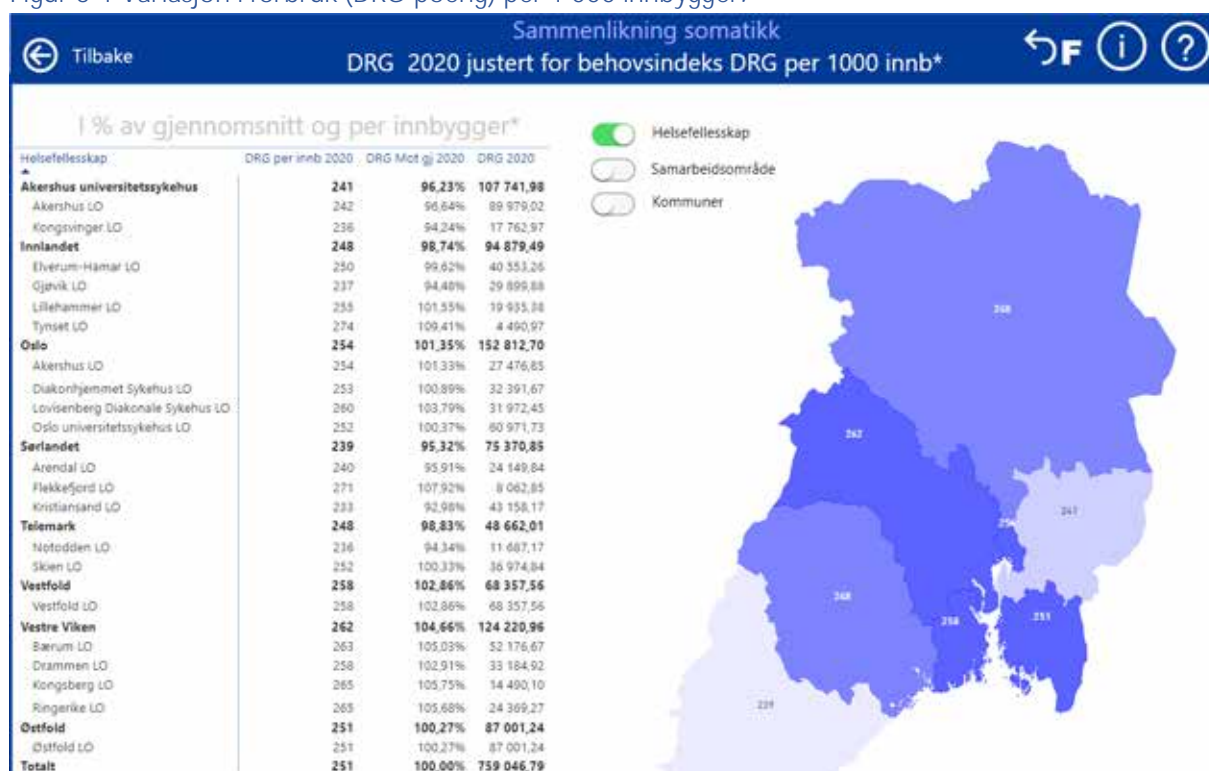 Sammenlikning somatikk
Tilbake
DRG 2020 justert for behovsindeks DRG per 1000 innb*
F
i
?
I % av gjennomsnitt og per innbygger*
Helsefellesskap DRG per innb 2020 DRG Mot gj 2020 DRG 2020
Akershus universitetssykehus 241 96,23% 107 741,98
Akershus LO 242 96,64% 89 979,02
Kongsvinger LO 236 94,24% 17 762,97
Innlandet 248 98,74% 94 879,49
Elverum-Hamar LO 250 99,62% 40 553,26
Gjøvik LO 237 94,48% 29 899,88
Lillehammer LO 255 101,55% 19 935,38
Tynset LO 274 109,41% 4 490,97
Oslo 254 101,35% 152 812,70
Akershus LO 254 101,33% 27 476,85
Diakonhjemmet Sykehus LO 253 100,89% 32 391,67
Lovisenberg Diakonale Sykehus LO 260 103,79% 31 972,45
Oslo universitetssykehus LO 252 100,37% 60 971,73
Sørlandet 239 95,32% 75 370,85
Arendal LO 240 95,91% 24 149,84
Flekkefjord LO 271 107,92% 8 062,85
Kristiansand LO 233 92,98% 43 158,17
Telemark 248 98,83% 48 662,01
Notodden LO 236 94,34% 11 687,17
Skien LO 252 100,33% 36 974,84
Vestfold 258 102,86% 68 357,56
Vestfold LO 258 102,86% 68 357,56
Vestre Viken 262 104,66% 124 220,96
Bærum LO 263 105,03% 52 176,67
Drammen LO 258 102,91% 33 184,92
Kongsberg LO 265 105,75% 14 490,10
Ringerike LO 265 105,68% 24 369,27
Østfold 251 100,27% 87 001,24
Østfold LO 251 100,27% 87 001,24
Totalt 251 100,00% 759 046,79
Helsefellesskap
Samarbeidsområde
Kommuner
248
262
254
241
248
258
251
239